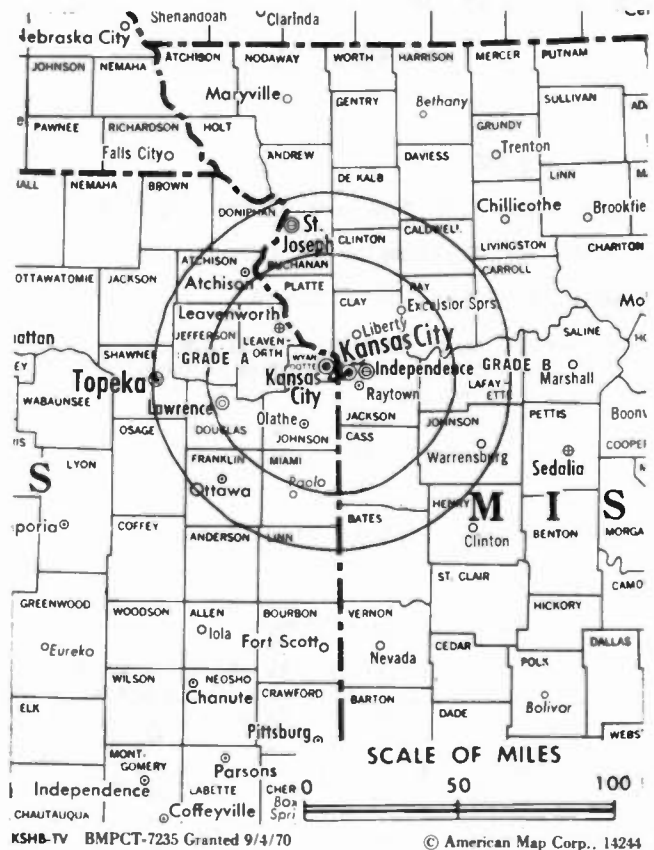 Shenandoah Clarinda
Nebraska City
JOHNSON NEMAHA ATCHISON NODAWAY WORTH HARRISON MERCER PUTNAM
Maryville
GENTRY Bethany SULLIVAN
PAWNEE RICHARDSON HOLT GRUNDY
Falls City Trenton
ANDREW DAVIESS LINN
DE KALB
NEMAHA BROWN
DONIPHAN Chillicothe
St. Joseph
CALDWELL
CLINTON LIVINGSTON CHARITON
ATCHISON BUCHANAN
CARROLL
OTTAWATOMIE JACKSON Atchison PLATTE RAY
Leavenworth CLAY Excelsior Sprs.
JEFFERSON LEAVEN-WORTH Liberty SALINE
SHAWNEE GRADE A Kansas City GRADE B
Topeka Kansas City Independence LAFAYETTE Marshall
WABAUNSEE Raytown
Lawrence JACKSON PETTIS
OSAGE DOUGLAS Olathe JOHNSON CASS JOHNSON
Warrensburg Sedalia
S LYON FRANKLIN MIAMI
Ottawa Paola HENRY M I S
BATES
COFFEY ANDERSON LINN Clinton BENTON
ST. CLAIR
GREENWOOD WOODSON ALLEN BOURBON VERNON HICKORY
Iola
Eureka Fort Scott CEDAR DALLAS
Nevada
WILSON NEOSHO POLK
Chanute CRAWFORD BARTON Bolivar
ELK DADE
Pittsburg
MONT-GOMERY Parsons SCALE OF MILES
Independence LABETTE 0 50 100
CHAUTAUQUA Coffeyville
KSHB-TV BMPCT-7235 Granted 9/4/70 © American Map Corp., 14244